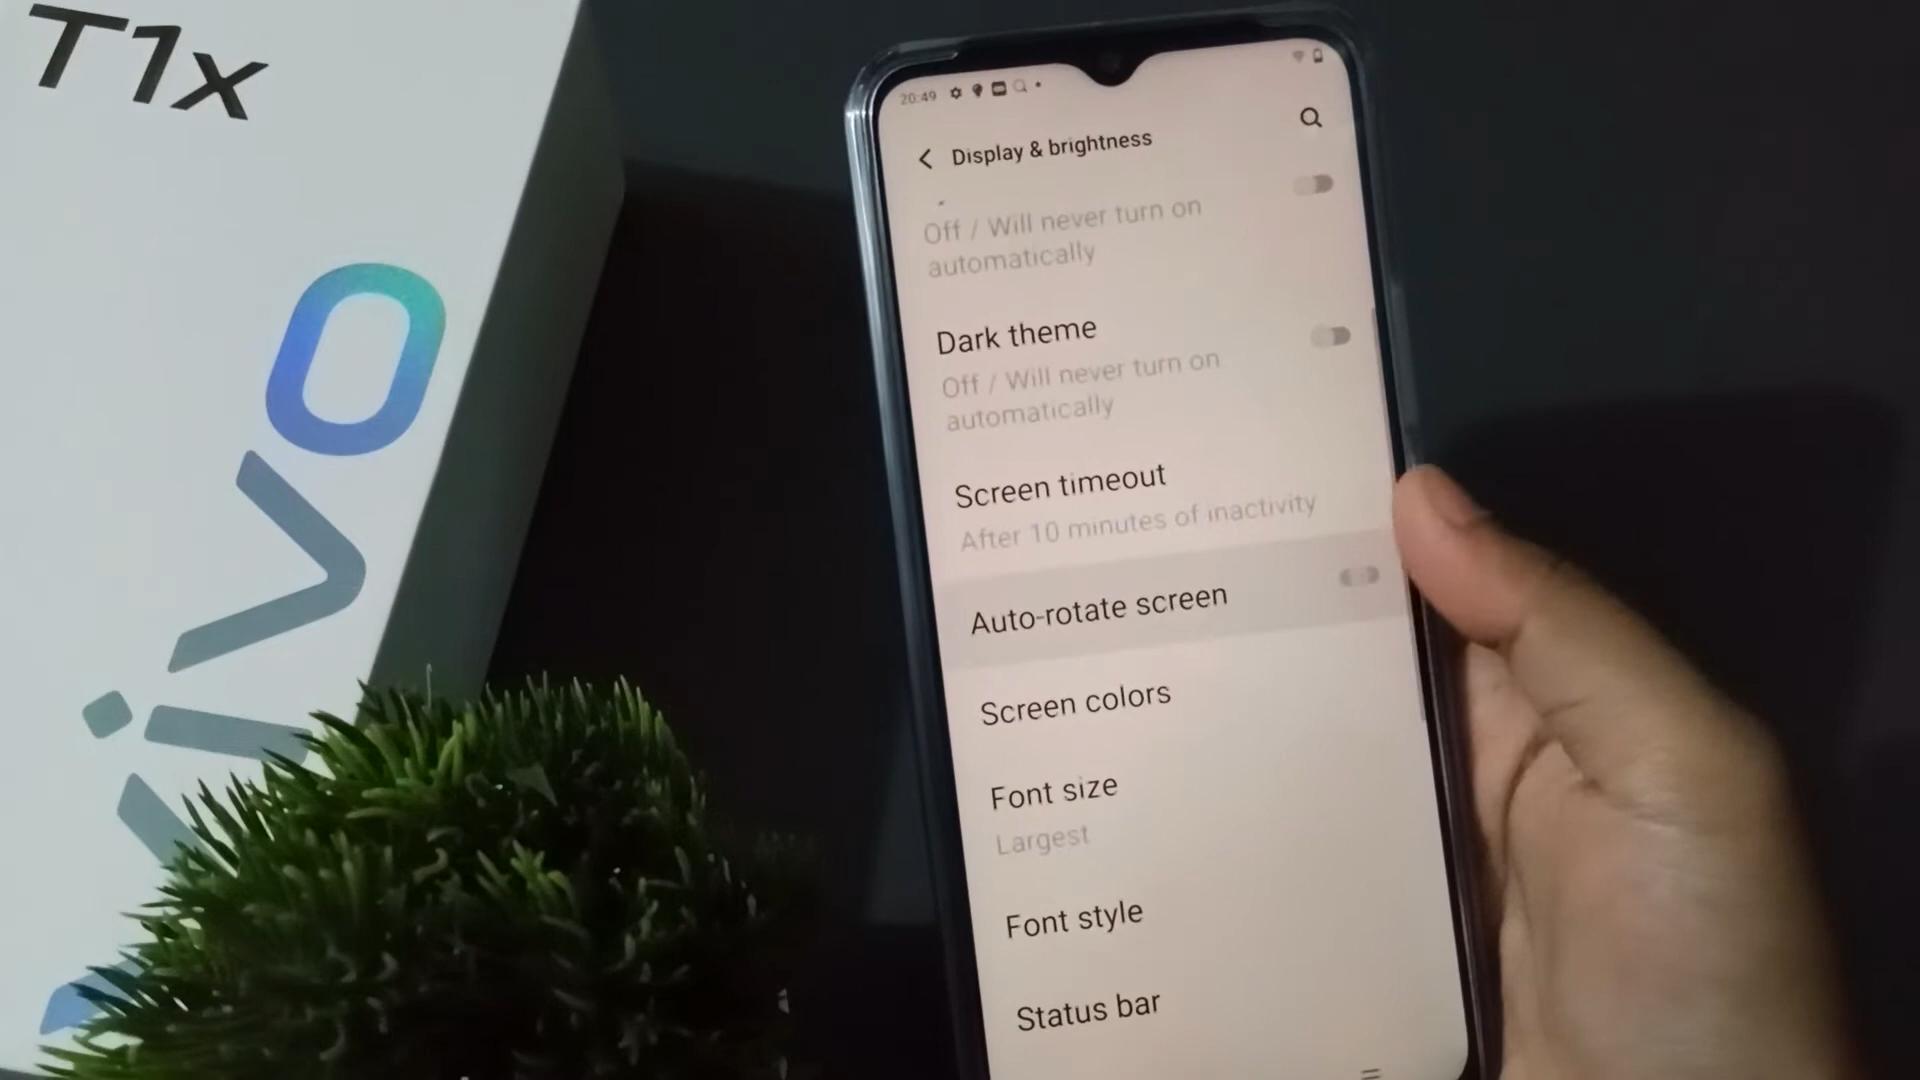 T1x
vivo
20:49
Display & brightness
Off / Will never turn on
automatically
Dark theme
Off / Will never turn on
automatically
Screen timeout
After 10 minutes of inactivity
Auto-rotate screen
Screen colors
Font size
Largest
Font style
Status bar